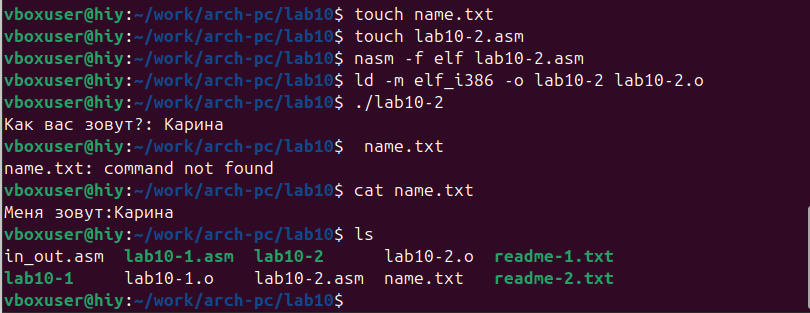 vboxuser@hiy:~/work/arch-pc/lab10$ touch name.txt
vboxuser@hiy:~/work/arch-pc/lab10$ touch lab10-2.asm
vboxuser@hiy:~/work/arch-pc/lab10$ nasm -f elf lab10-2.asm
vboxuser@hiy:~/work/arch-pc/lab10$ ld -m elf_i386 -o lab10-2 lab10-2.o
vboxuser@hiy:~/work/arch-pc/lab10$ ./lab10-2
Как вас зовут?: Карина
vboxuser@hiy:~/work/arch-pc/lab10$  name.txt
name.txt: command not found
vboxuser@hiy:~/work/arch-pc/lab10$ cat name.txt
Меня зовут:Карина
vboxuser@hiy:~/work/arch-pc/lab10$ ls
in_out.asm  lab10-1.asm  lab10-2      lab10-2.o  readme-1.txt
lab10-1     lab10-1.o    lab10-2.asm  name.txt   readme-2.txt
vboxuser@hiy:~/work/arch-pc/lab10$